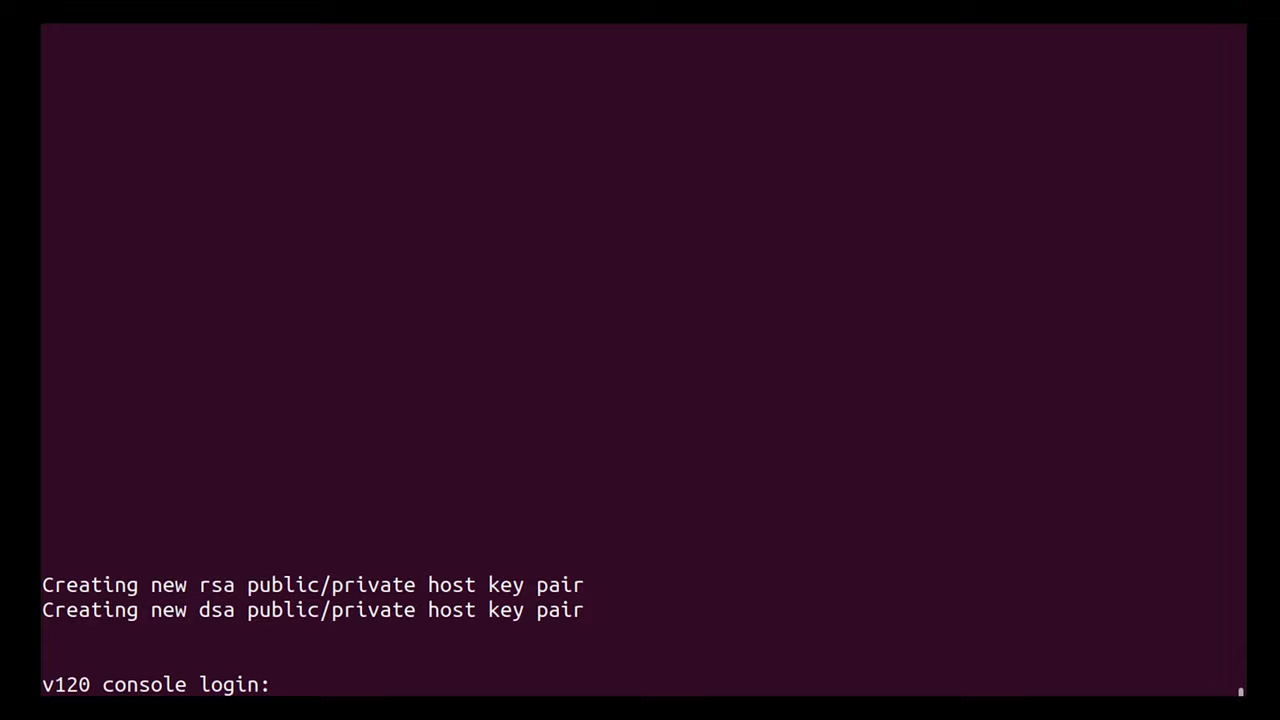 Creating new rsa public/private host key pair
Creating new dsa public/private host key pair
v120 console login: